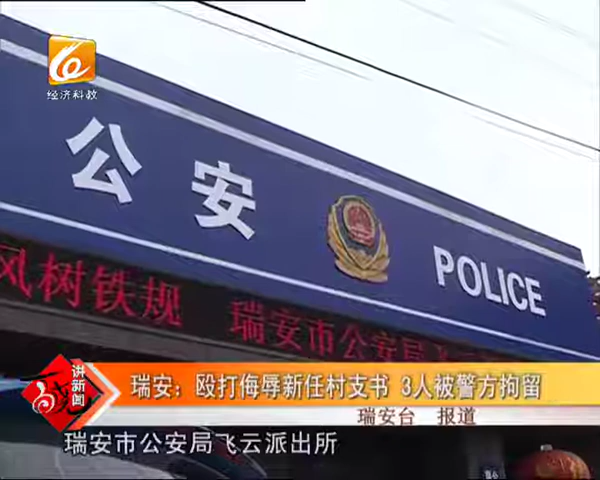 经济科教
公安 POLICE
风树铁规 瑞安市公安局飞
讲新闻
瑞安：殴打侮辱新任村支书 3人被警方拘留
瑞安台 报道
瑞安市公安局飞云派出所